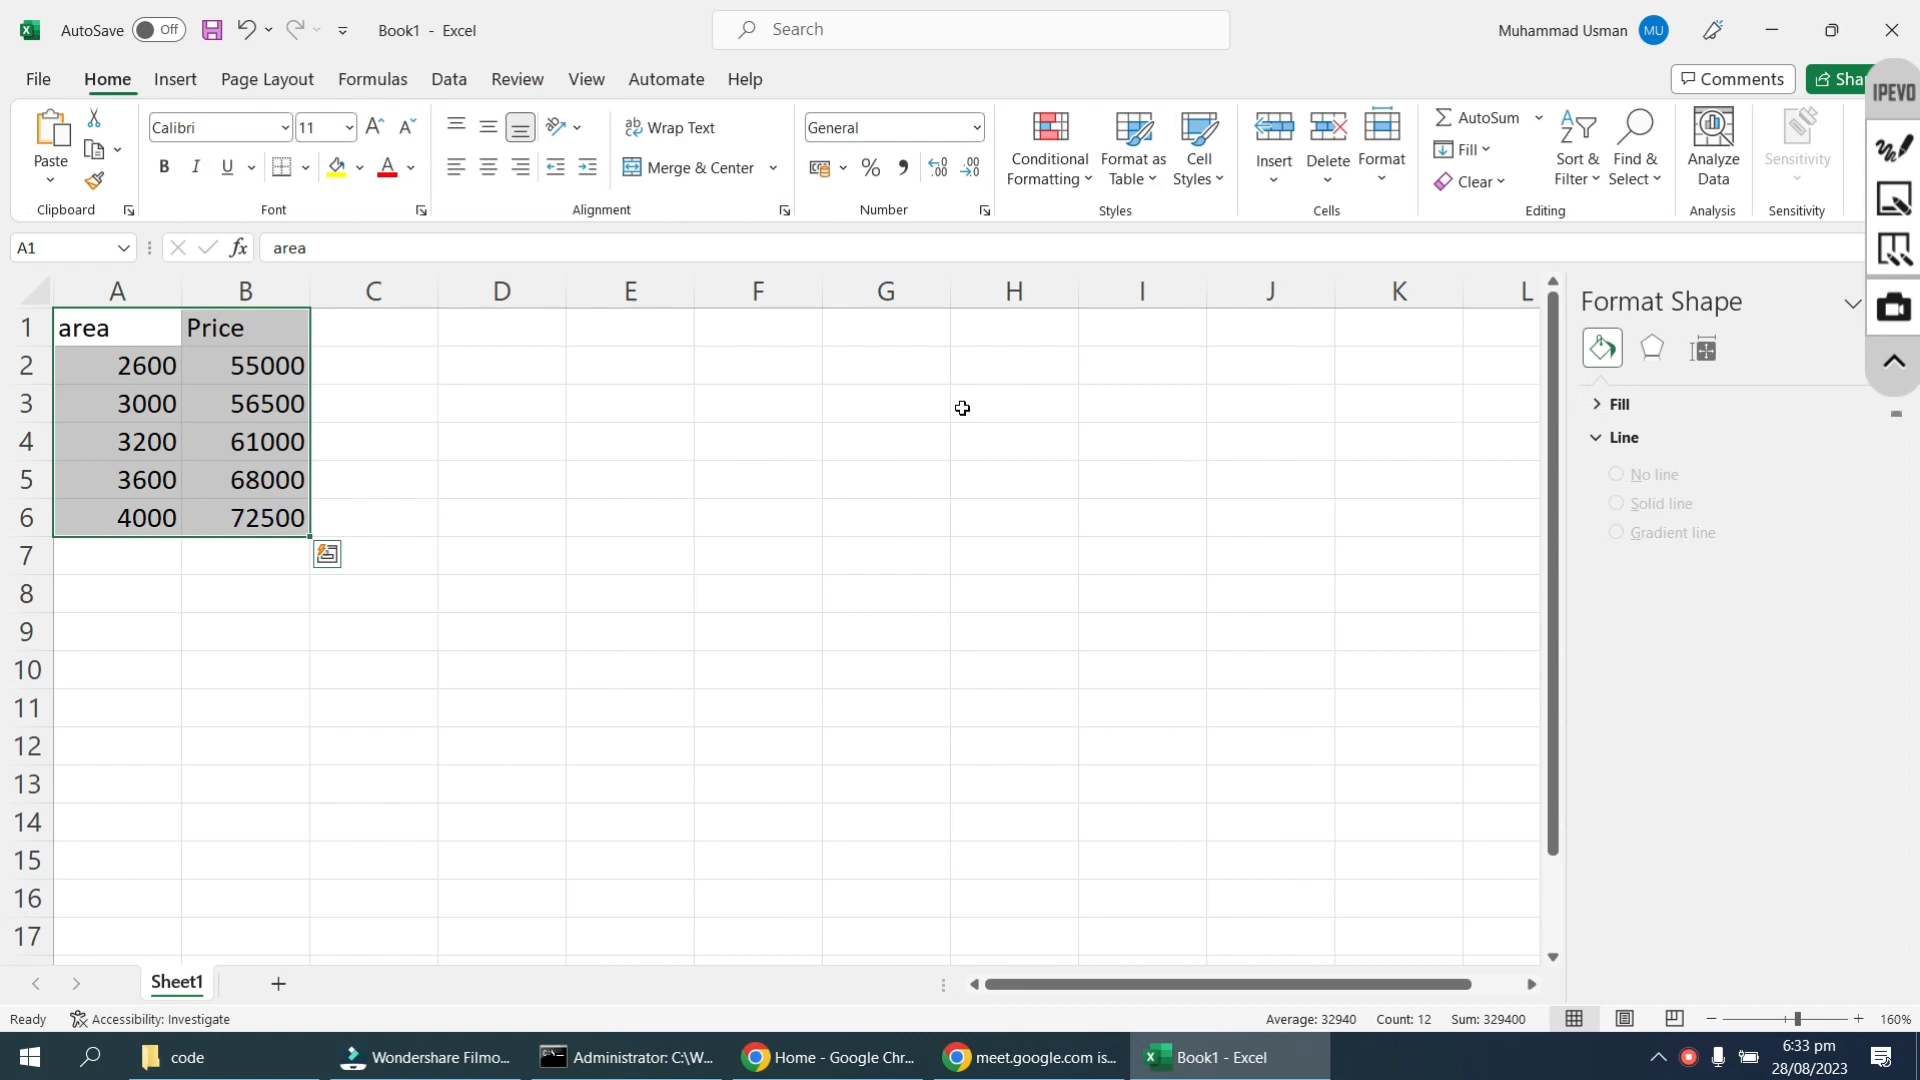 AutoSave Off Book1 - Excel Search Muhammad Usman MU
File Home Insert Page Layout Formulas Data Review View Automate Help Comments Sha
IPEVO
Calibri 11 Wrap Text General AutoSum
Paste Conditional Formatting Format as Table Cell Styles Insert Delete Format Fill Sort & Filter Find & Select Analyze Data Sensitivity
B I U A Merge & Center % Clear
Clipboard Font Alignment Number Styles Cells Editing Analysis Sensitivity
A1 fx area
A B C D E F G H I J K L
Format Shape
1 area Price
2 2600 55000
3 3000 56500
4 3200 61000
5 3600 68000
6 4000 72500
7
8
9
10
11
12
13
14
15
16
17
Fill
Line
No line
Solid line
Gradient line
Sheet1
Ready Accessibility: Investigate Average: 32940 Count: 12 Sum: 329400 160%
code Wondershare Filmo... Administrator: C:\W... Home - Google Chr... meet.google.com is... Book1 - Excel 6:33 pm
28/08/2023